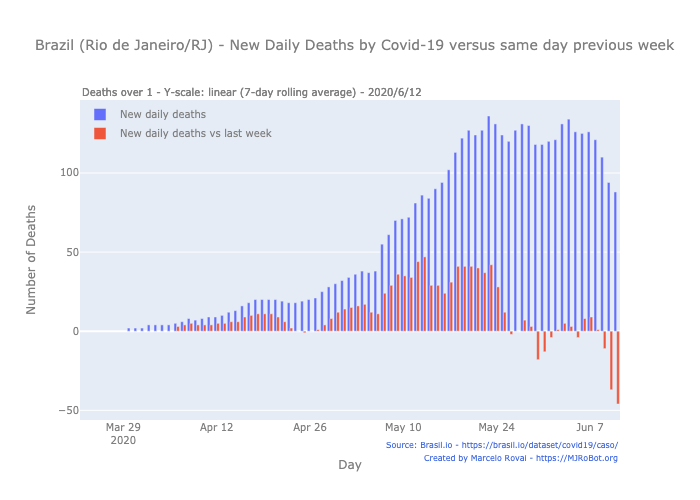 Brazil (Rio de Janeiro/RJ) - New Daily Deaths by Covid-19 versus same day previous week
Deaths over 1 - Y-scale: linear (7-day rolling average) - 2020/6/12
New daily deaths
New daily deaths vs last week
Number of Deaths
100
50
0
−50
Mar 29 Apr 12 Apr 26 May 10 May 24 Jun 7
2020
Source: Brasil.io - https://brasil.io/dataset/covid19/caso/
Created by Marcelo Rovai - https://MJRoBot.org
Day